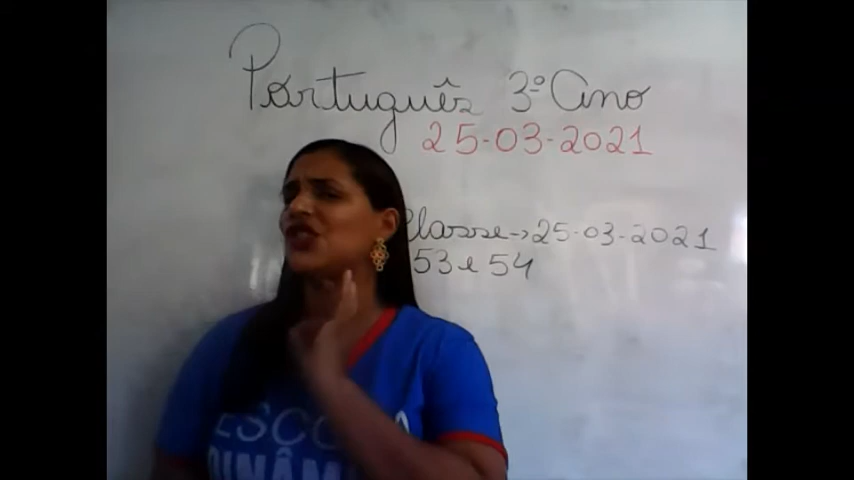 Português 3º Ano
25-03-2021
Classe → 25-03-2021
53 e 54
ESCO
DINÂM